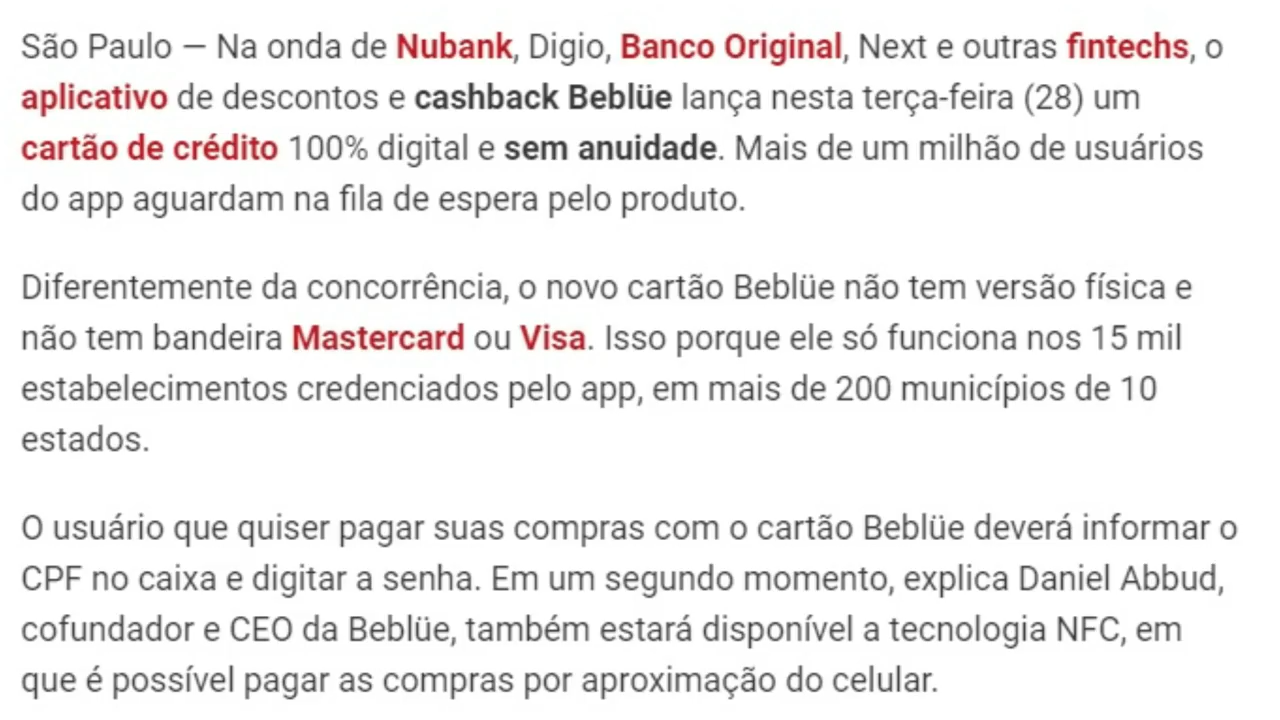 São Paulo — Na onda de Nubank, Digio, Banco Original, Next e outras fintechs, o
aplicativo de descontos e cashback Beblüe lança nesta terça-feira (28) um
cartão de crédito 100% digital e sem anuidade. Mais de um milhão de usuários
do app aguardam na fila de espera pelo produto.
Diferentemente da concorrência, o novo cartão Beblüe não tem versão física e
não tem bandeira Mastercard ou Visa. Isso porque ele só funciona nos 15 mil
estabelecimentos credenciados pelo app, em mais de 200 municípios de 10
estados.
O usuário que quiser pagar suas compras com o cartão Beblüe deverá informar o
CPF no caixa e digitar a senha. Em um segundo momento, explica Daniel Abbud,
cofundador e CEO da Beblüe, também estará disponível a tecnologia NFC, em
que é possível pagar as compras por aproximação do celular.